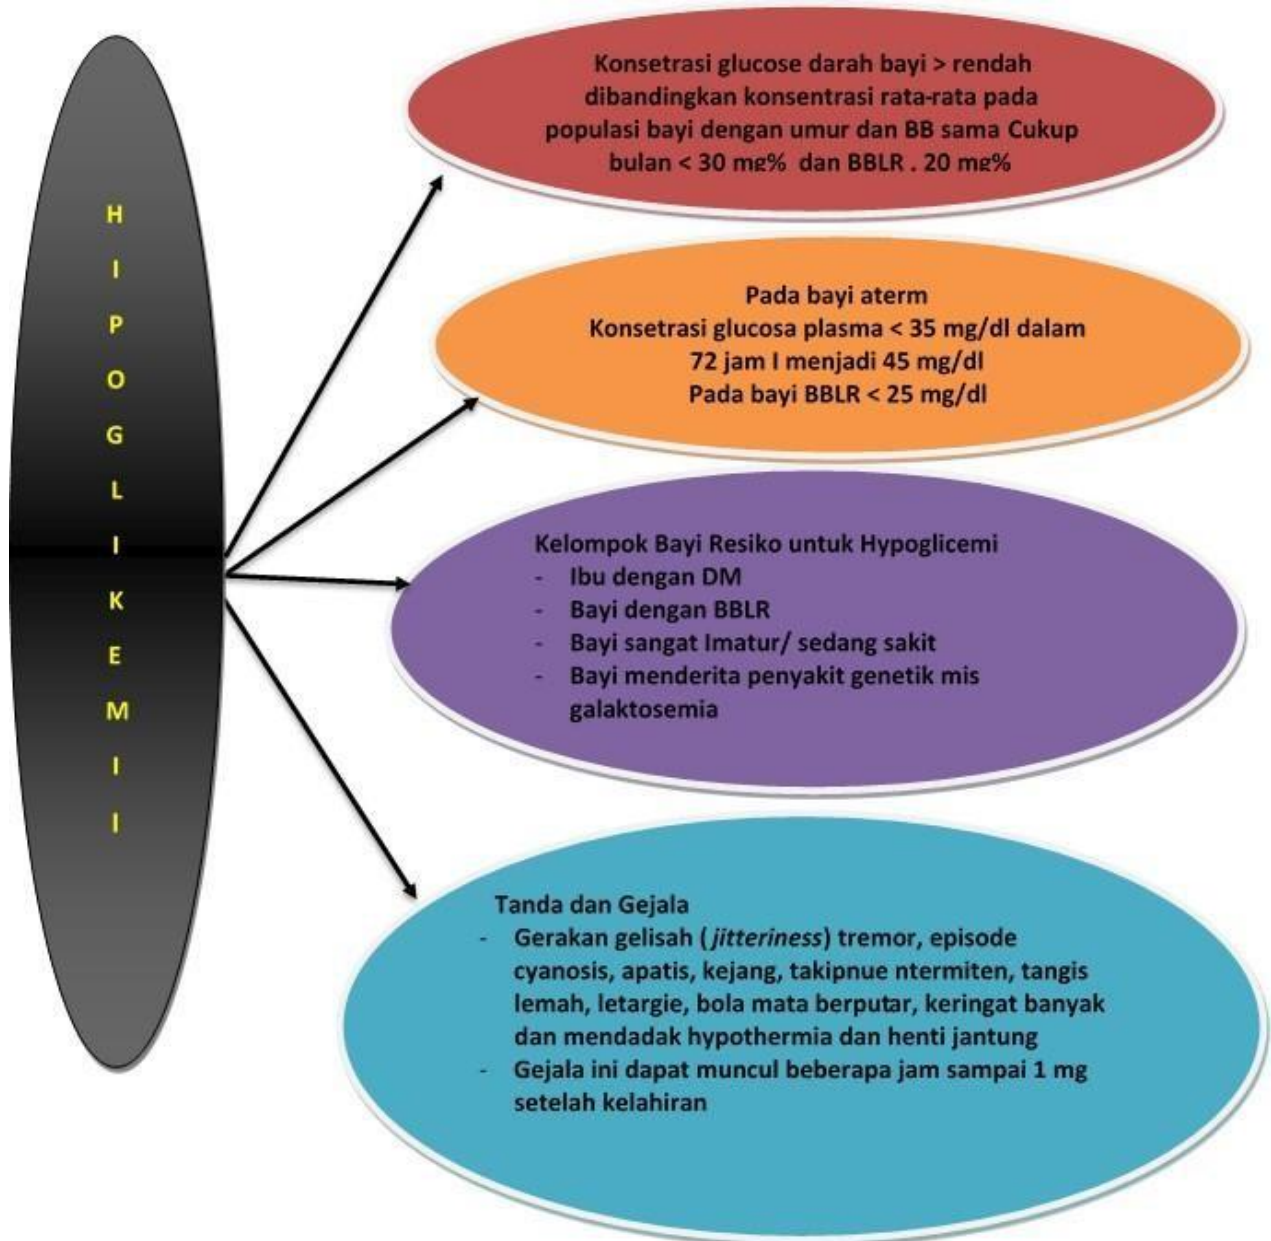 H
I
P
O
G
L
I
K
E
M
I
I
Konsetrasi glucose darah bayi > rendah
dibandingkan konsentrasi rata-rata pada
populasi bayi dengan umur dan BB sama Cukup
bulan < 30 mg% dan BBLR . 20 mg%
Pada bayi aterm
Konsetrasi glucosa plasma < 35 mg/dl dalam
72 jam I menjadi 45 mg/dl
Pada bayi BBLR < 25 mg/dl
Kelompok Bayi Resiko untuk Hypoglicemi
- Ibu dengan DM
- Bayi dengan BBLR
- Bayi sangat Imatur/ sedang sakit
- Bayi menderita penyakit genetik mis
galaktosemia
Tanda dan Gejala
- Gerakan gelisah ( jitteriness) tremor, episode
cyanosis, apatis, kejang, takipnue ntermiten, tangis
lemah, letargie, bola mata berputar, keringat banyak
dan mendadak hypothermia dan henti jantung
- Gejala ini dapat muncul beberapa jam sampai 1 mg
setelah kelahiran